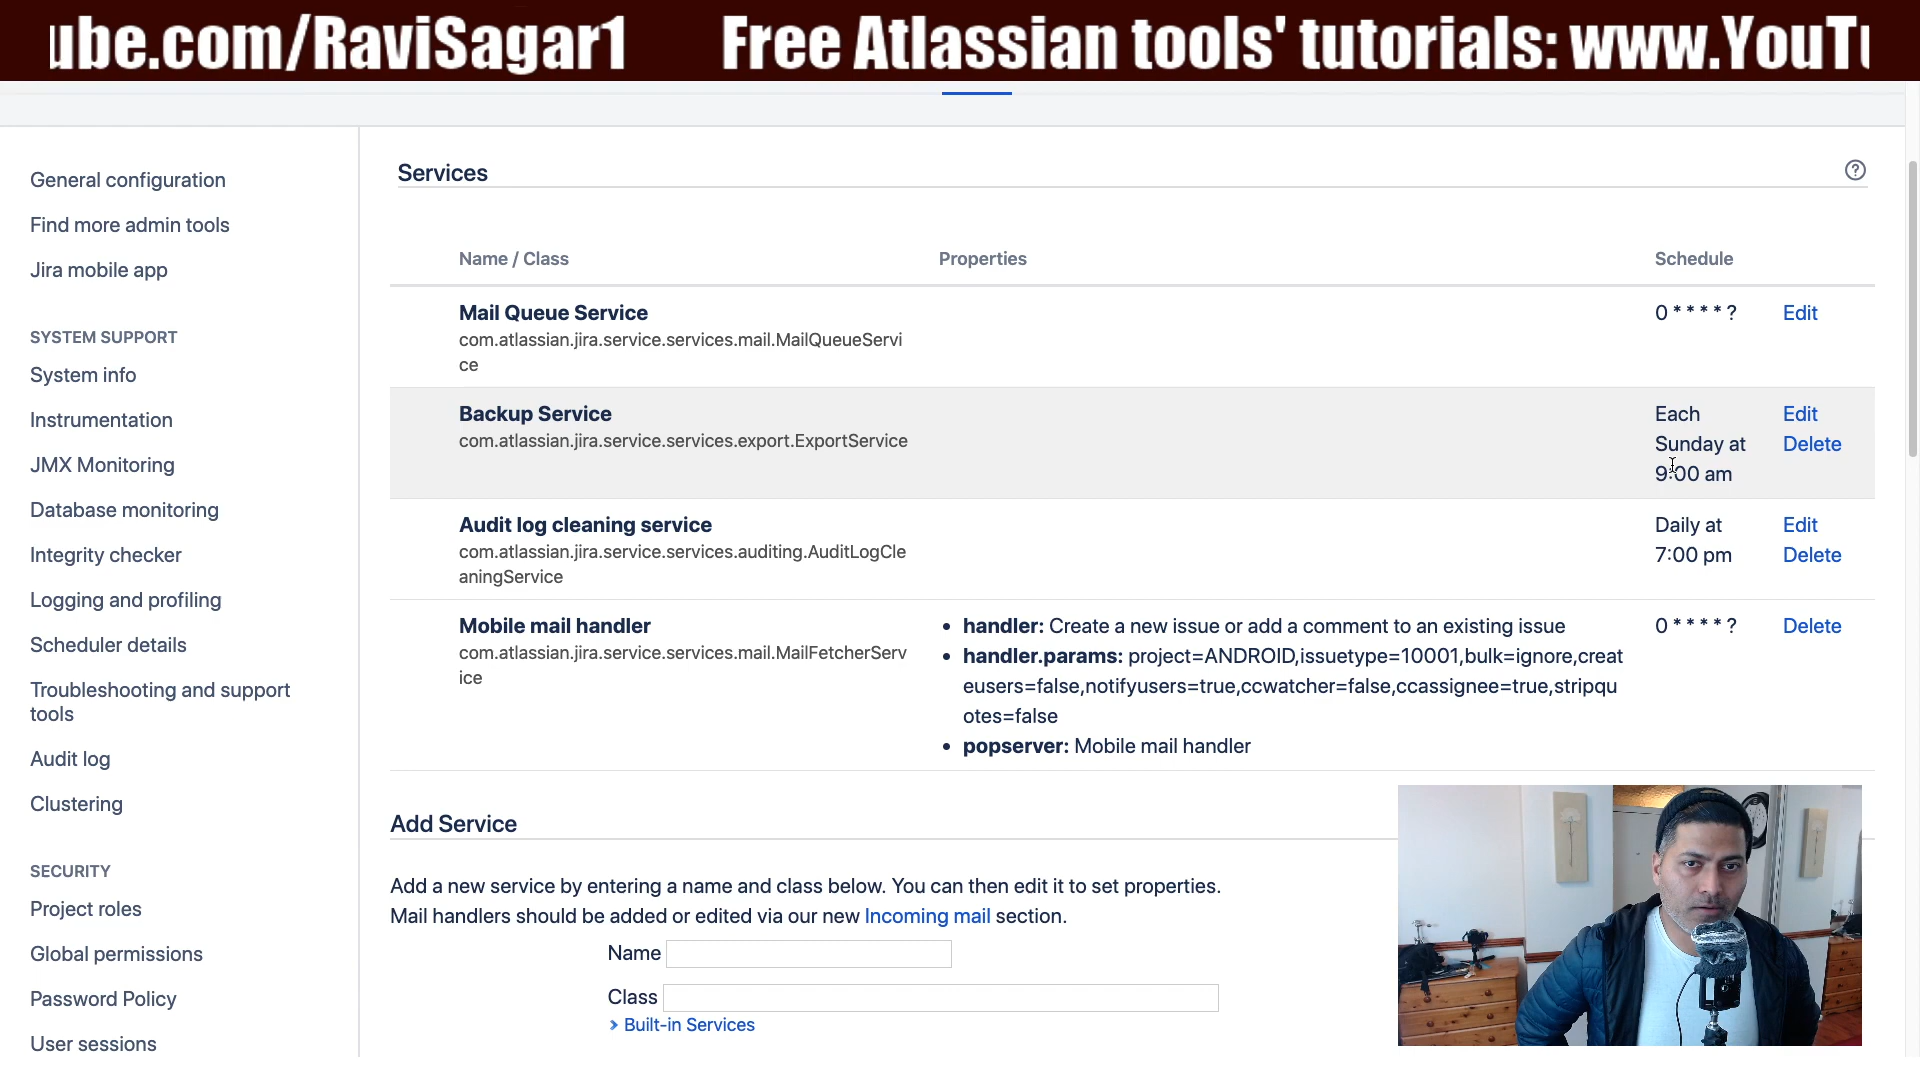 ube.com/RaviSagar1 Free Atlassian tools' tutorials: www.YouT
General configuration
Find more admin tools
Jira mobile app
SYSTEM SUPPORT
System info
Instrumentation
JMX Monitoring
Database monitoring
Integrity checker
Logging and profiling
Scheduler details
Troubleshooting and support
tools
Audit log
Clustering
SECURITY
Project roles
Global permissions
Password Policy
User sessions
Services
Name / Class Properties Schedule
Mail Queue Service 0 * * * * ? Edit
com.atlassian.jira.service.services.mail.MailQueueServi
ce
Backup Service Each Edit
com.atlassian.jira.service.services.export.ExportService Sunday at Delete
9:00 am
Audit log cleaning service Daily at Edit
com.atlassian.jira.service.services.auditing.AuditLogCle 7:00 pm Delete
aningService
Mobile mail handler • handler: Create a new issue or add a comment to an existing issue 0 * * * * ? Delete
com.atlassian.jira.service.services.mail.MailFetcherServ • handler.params: project=ANDROID,issuetype=10001,bulk=ignore,creat
ice eusers=false,notifyusers=true,ccwatcher=false,ccassignee=true,stripqu
otes=false
• popserver: Mobile mail handler
Add Service
Add a new service by entering a name and class below. You can then edit it to set properties.
Mail handlers should be added or edited via our new Incoming mail section.
Name
Class
> Built-in Services